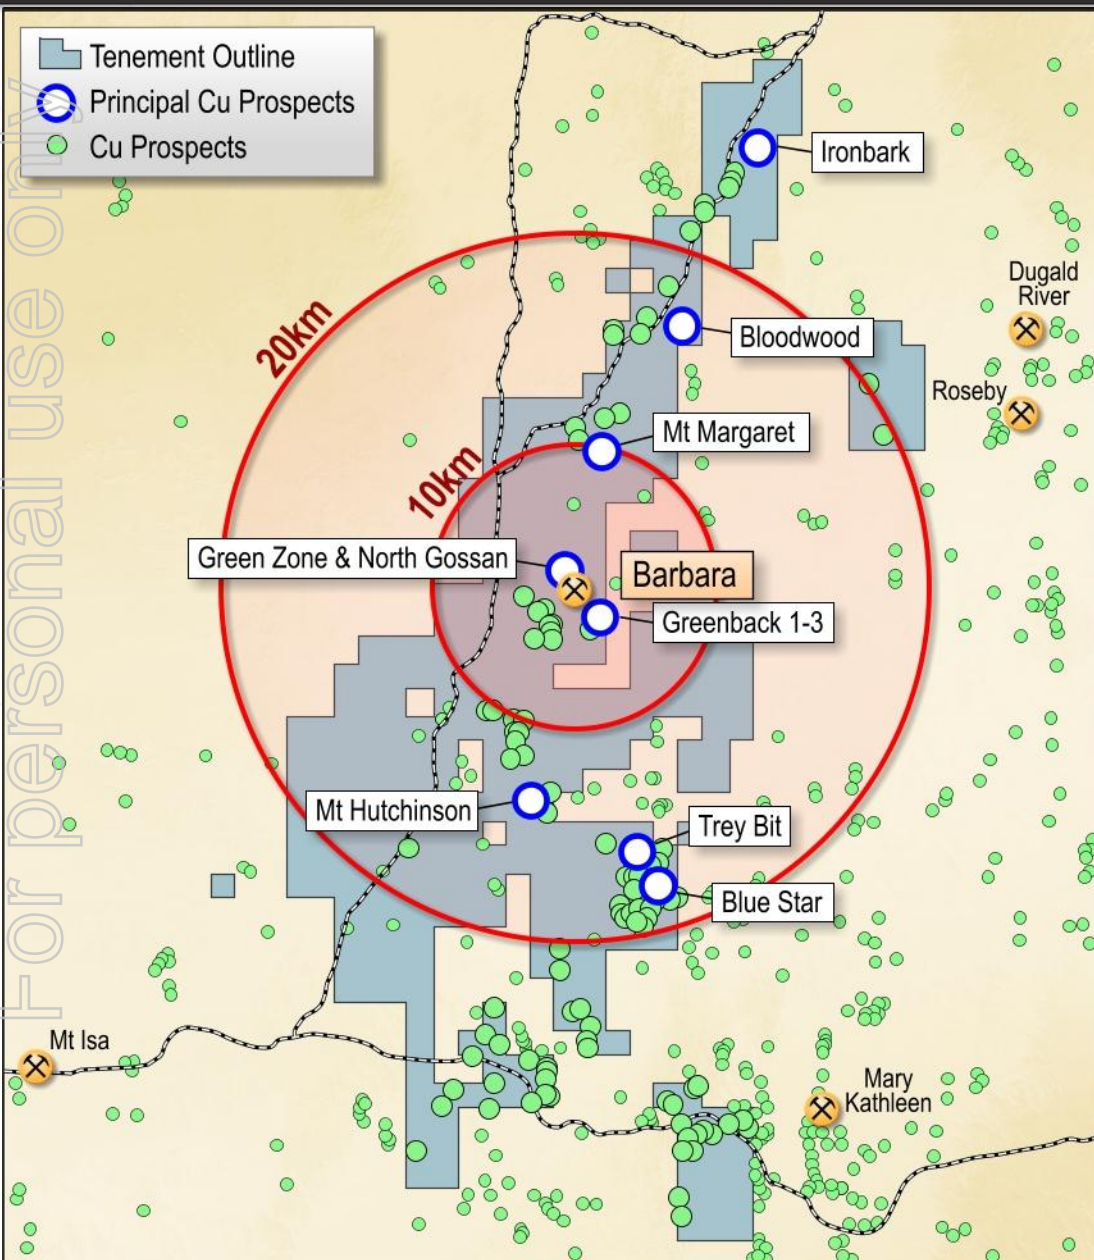 Tenement Outline
Principal Cu Prospects
Cu Prospects
For personal use only
Ironbark
Dugald
River
20km
Bloodwood
Roseby
Mt Margaret
10km
Green Zone & North Gossan
Barbara
Greenback 1-3
Mt Hutchinson
Trey Bit
Blue Star
Mt Isa
Mary
Kathleen